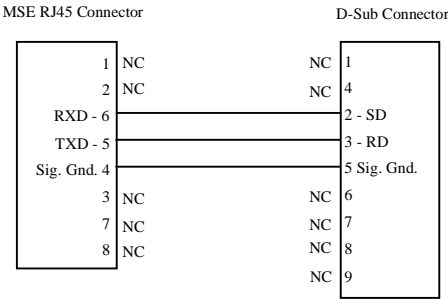 MSE RJ45 Connector
D-Sub Connector
1 NC NC 1
2 NC NC 4
RXD - 6 2 - SD
TXD - 5 3 - RD
Sig. Gnd. 4 5 Sig. Gnd.
3 NC NC 6
7 NC NC 7
8 NC NC 8
NC 9